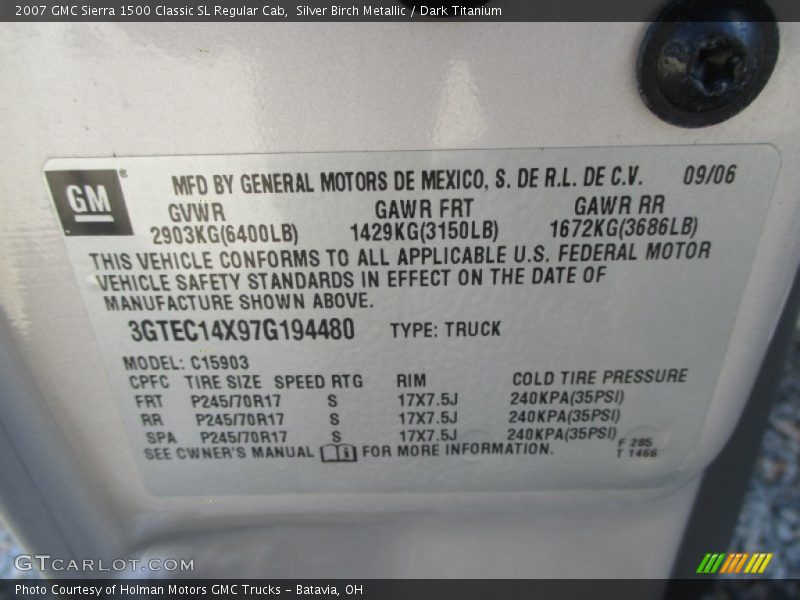 2007 GMC Sierra 1500 Classic SL Regular Cab,  Silver Birch Metallic / Dark Titanium
GM® MFD BY GENERAL MOTORS DE MEXICO, S. DE R.L. DE C.V. 09/06
GVWR GAWR FRT GAWR RR
2903KG(6400LB) 1429KG(3150LB) 1672KG(3686LB)
THIS VEHICLE CONFORMS TO ALL APPLICABLE U.S. FEDERAL MOTOR
VEHICLE SAFETY STANDARDS IN EFFECT ON THE DATE OF
MANUFACTURE SHOWN ABOVE.
3GTEC14X97G194480 TYPE: TRUCK
MODEL: C15903
CPFC TIRE SIZE SPEED RTG RIM COLD TIRE PRESSURE
FRT P245/70R17 S 17X7.5J 240KPA(35PSI)
RR P245/70R17 S 17X7.5J 240KPA(35PSI)
SPA P245/70R17 S 17X7.5J 240KPA(35PSI)
SEE OWNER'S MANUAL FOR MORE INFORMATION.
F 285
T 1466
GTCARLOT.COM
Photo Courtesy of Holman Motors GMC Trucks – Batavia, OH